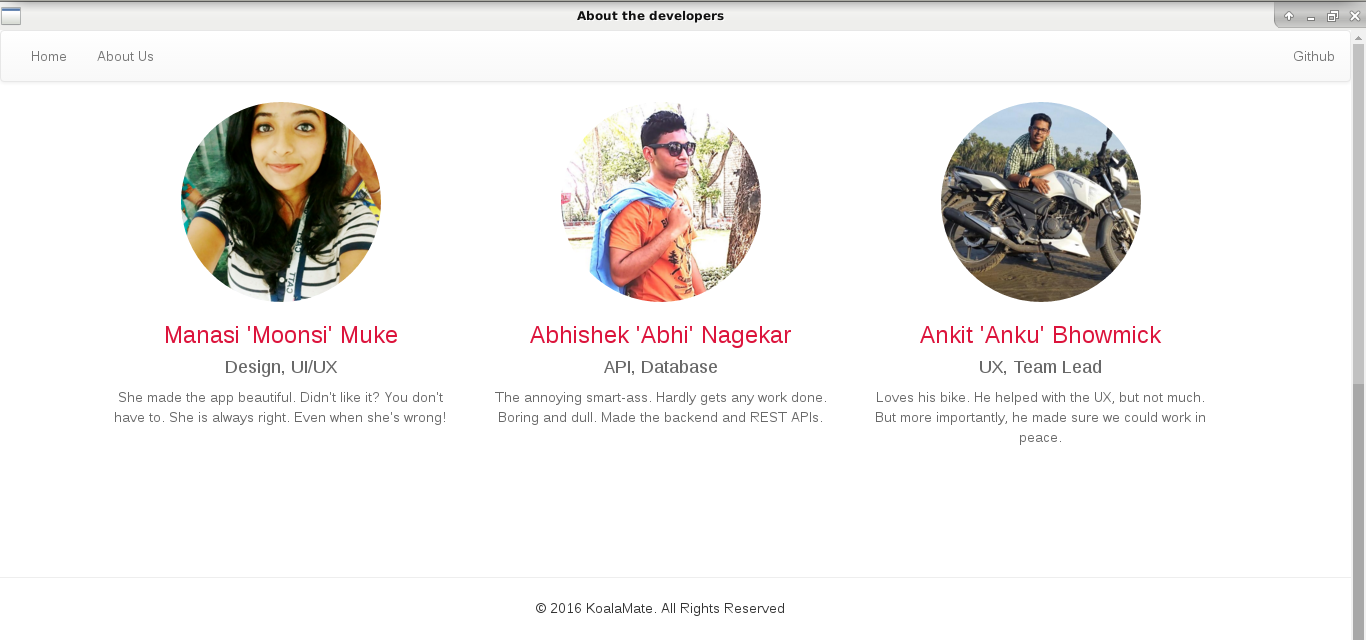 About the developers
Home About Us Github
Manasi 'Moonsi' Muke
Design, UI/UX
She made the app beautiful. Didn't like it? You don't
have to. She is always right. Even when she's wrong!
Abhishek 'Abhi' Nagekar
API, Database
The annoying smart-ass. Hardly gets any work done.
Boring and dull. Made the backend and REST APIs.
Ankit 'Anku' Bhowmick
UX, Team Lead
Loves his bike. He helped with the UX, but not much.
But more importantly, he made sure we could work in
peace.
© 2016 KoalaMate. All Rights Reserved